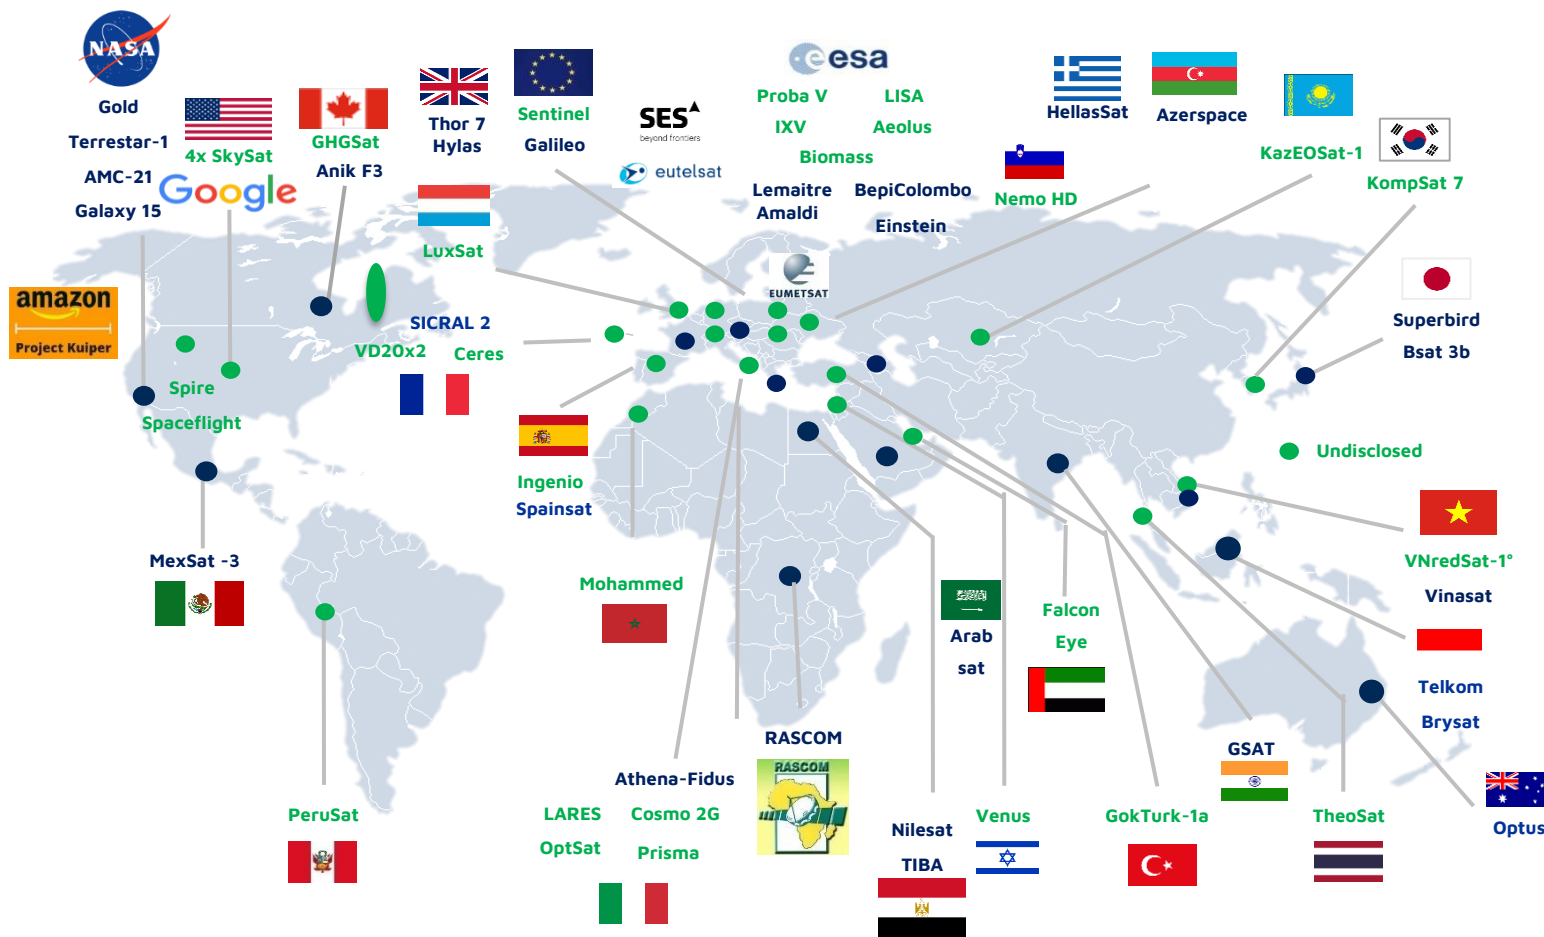 NASA
Gold
Terrestar-1
AMC-21
Galaxy 15
4x SkySat
Google
GHGSat
Anik F3
Thor 7
Hylas
Sentinel
Galileo
SES
beyond frontiers
eutelsat
esa
Proba V
LISA
IXV
Aeolus
Biomass
Lemaitre
BepiColombo
Amaldi
Einstein
HellasSat
Azerspace
Nemo HD
KazEOSat-1
KompSat 7
LuxSat
EUMETSAT
amazon
Project Kuiper
SICRAL 2
VD20x2
Ceres
Superbird
Bsat 3b
Spire
Spaceflight
Ingenio
Spainsat
Undisclosed
MexSat -3
VNredSat-1°
Vinasat
Mohammed
Arab
sat
Falcon
Eye
Telkom
Brysat
RASCOM
RASCOM
GSAT
Athena-Fidus
LARES
Cosmo 2G
OptSat
Prisma
PeruSat
Nilesat
TIBA
Venus
GokTurk-1a
TheoSat
Optus